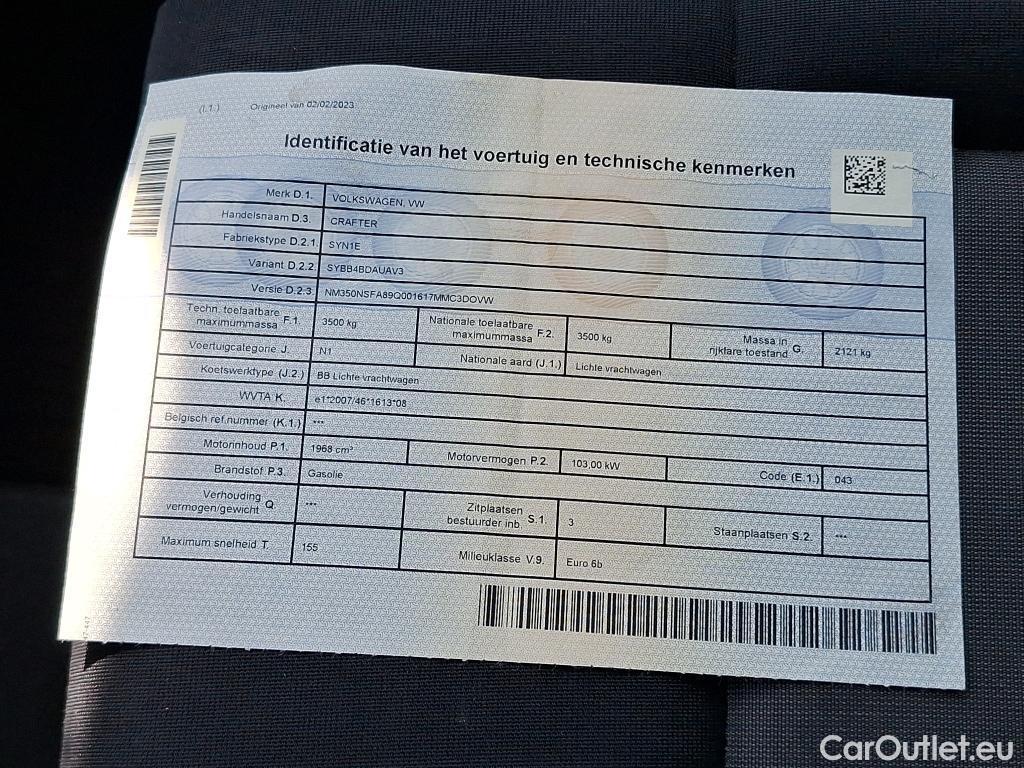 (I.1.) Origineel van 02/02/2023
Identificatie van het voertuig en technische kenmerken
Merk D.1. VOLKSWAGEN, VW
Handelsnaam D.3. CRAFTER
Fabriekstype D.2.1. SYN1E
Variant D.2.2. SYBB4BDAUAV3
Versie D.2.3. NM350NSFA89Q001617MMC3DOVW
Techn. toelaatbare maximummassa F.1. 3500 kg Nationale toelaatbare maximummassa F.2. 3500 kg Massa in rijklare toestand G. 2121 kg
Voertuigcategorie J. N1 Nationale aard (J.1.) Lichte vrachtwagen
Koetswerktype (J.2.) BB Lichte vrachtwagen
WVTA K. e1*2007/46*1613*08
Belgisch ref.nummer (K.1.) ***
Motorinhoud P.1. 1968 cm³ Motorvermogen P.2. 103,00 kW Code (E.1.) 043
Brandstof P.3. Gasolie
Verhouding vermogen/gewicht Q. --- Zitplaatsen bestuurder inb. S.1. 3 Staanplaatsen S.2. ---
Maximum snelheid T. 155 Milieuklasse V.9. Euro 6b
CarOutlet.eu